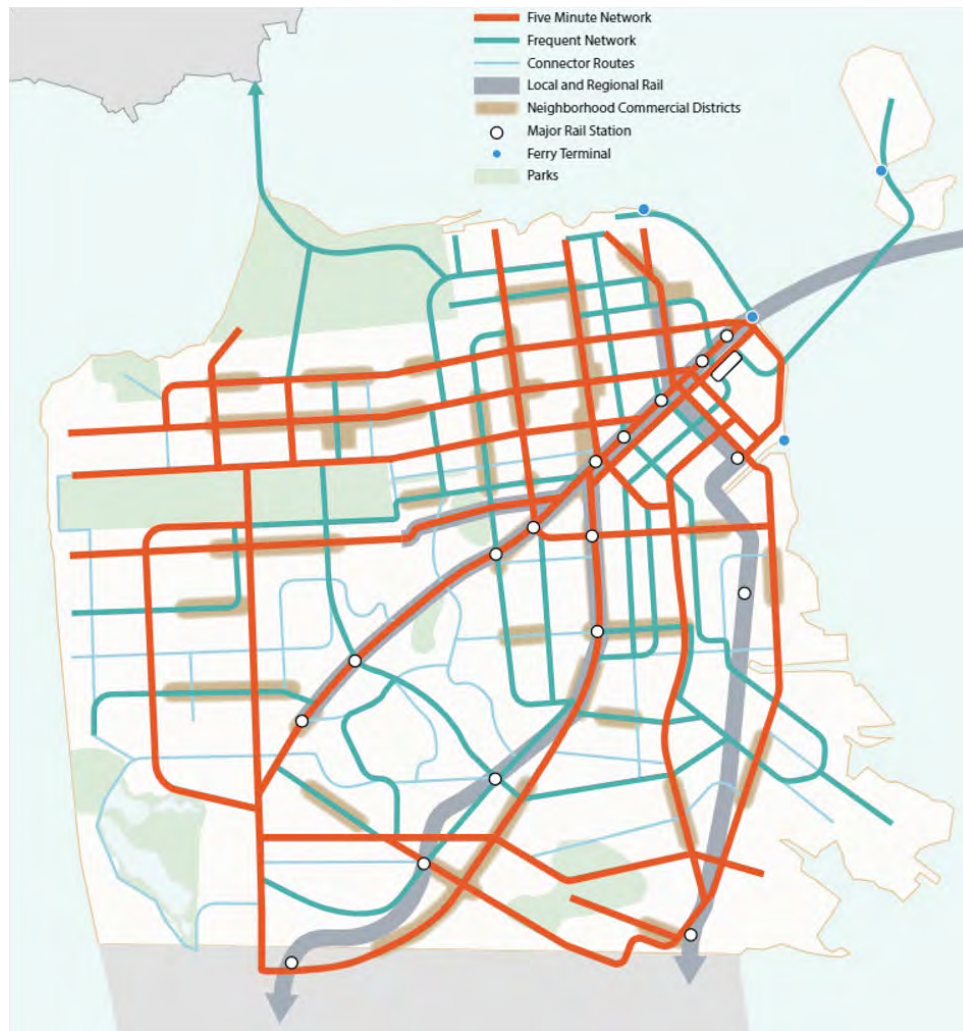 Five Minute Network
Frequent Network
Connector Routes
Local and Regional Rail
Neighborhood Commercial Districts
Major Rail Station
Ferry Terminal
Parks